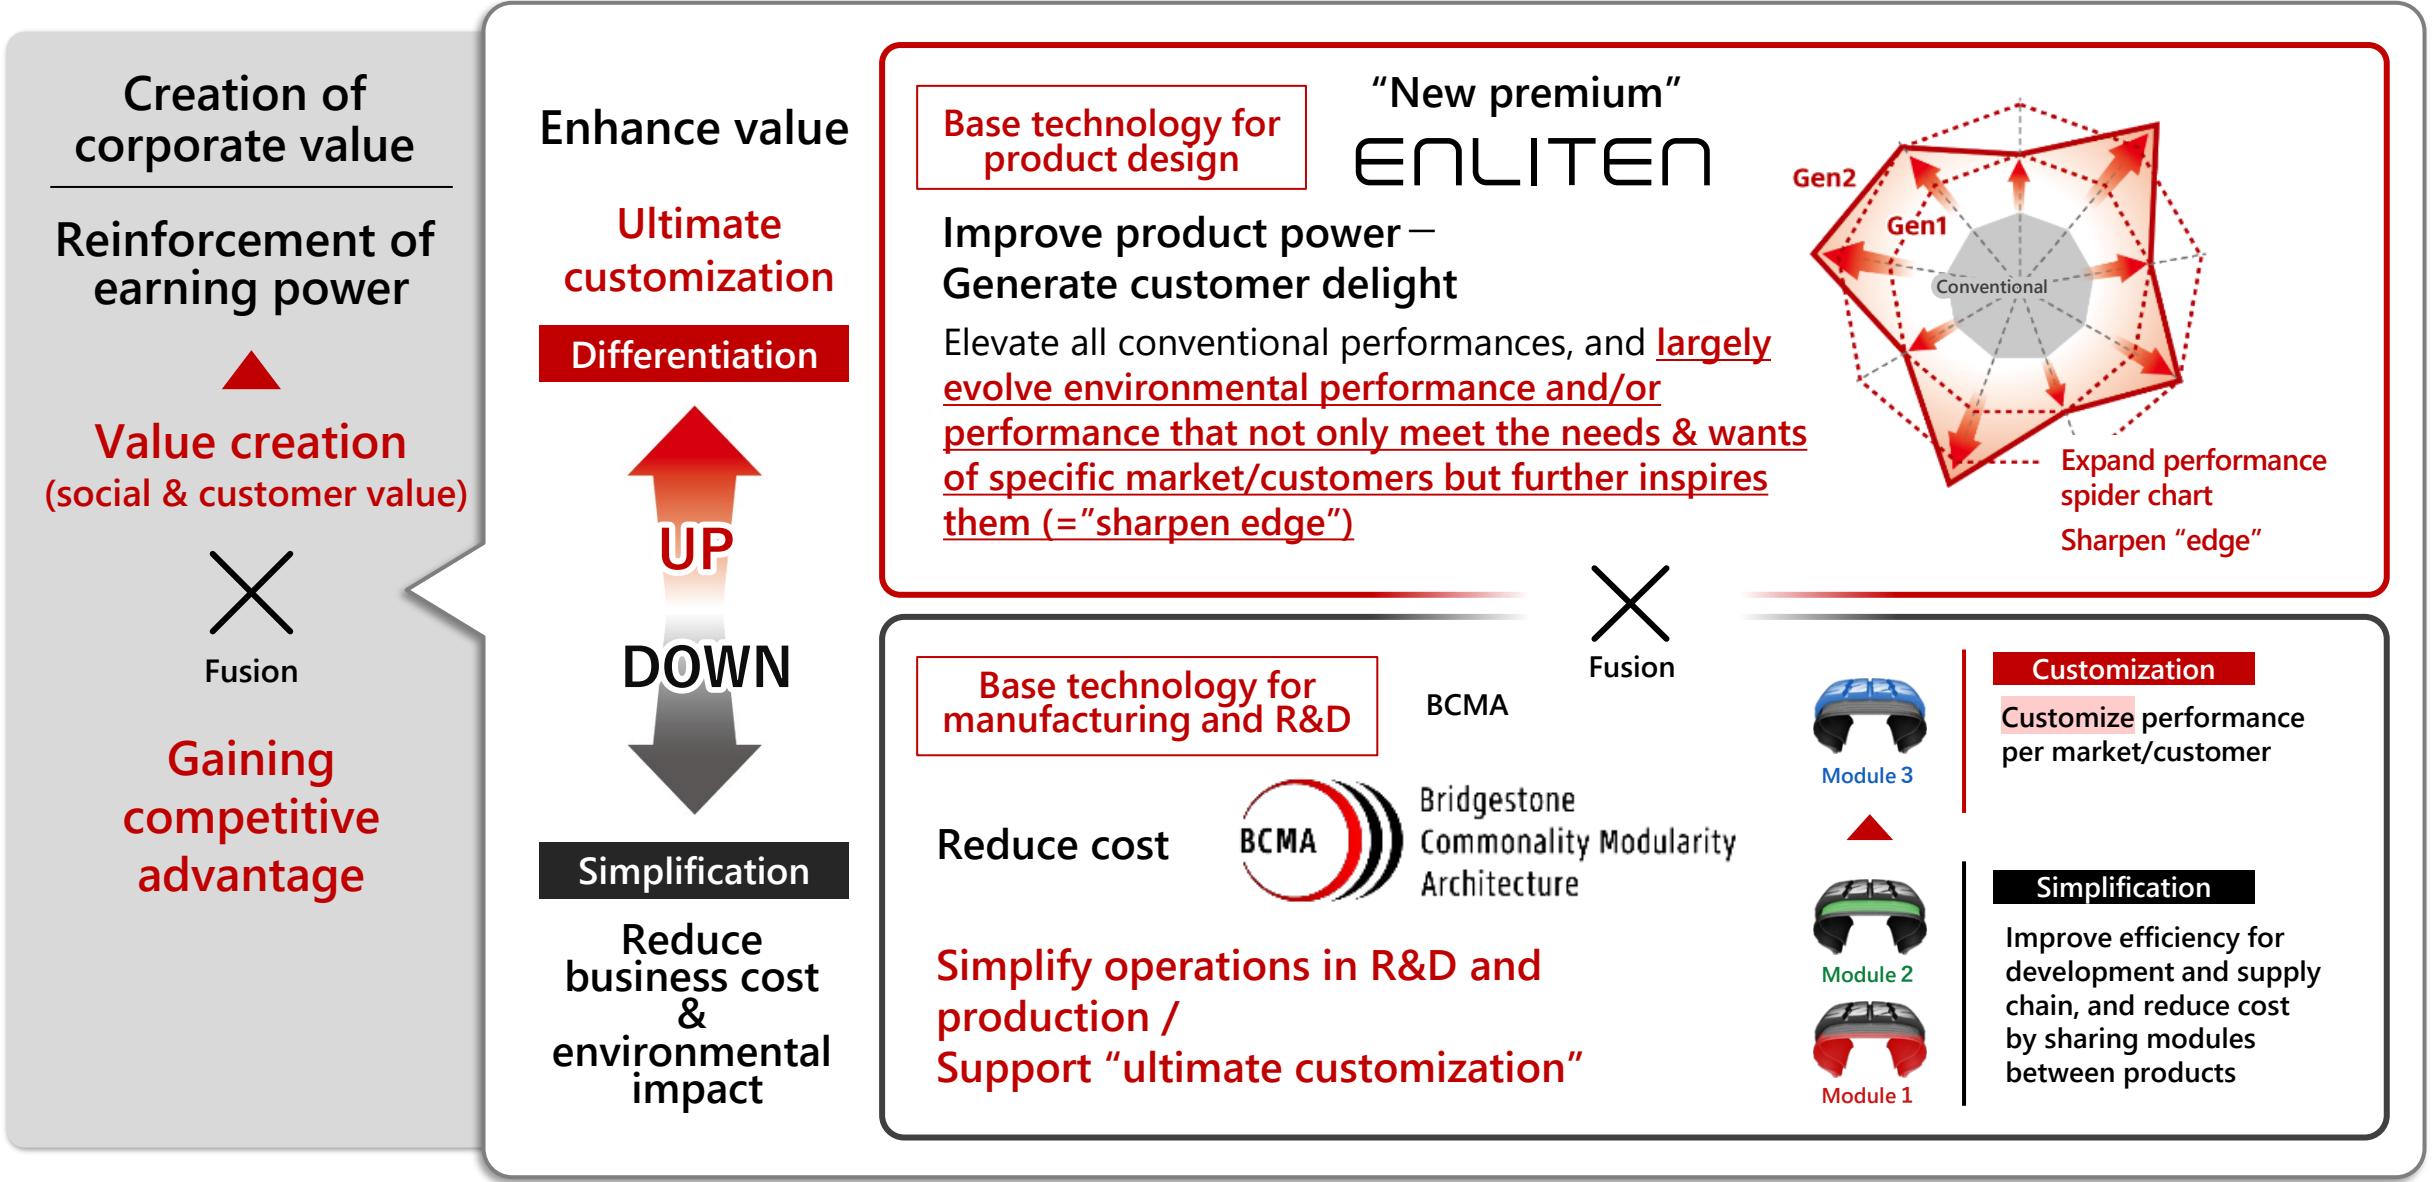 Creation of
corporate value
Reinforcement of
earning power
Value creation
(social & customer value)
Fusion
Gaining
competitive
advantage
Enhance value
Ultimate
customization
Differentiation
UP
DOWN
Simplification
Reduce
business cost
&
environmental
impact
Base technology for
product design
“New premium”
ENLITEN
Improve product power –
Generate customer delight
Elevate all conventional performances, and largely
evolve environmental performance and/or
performance that not only meet the needs & wants
of specific market/customers but further inspires
them (=”sharpen edge”)
Gen2
Gen1
Conventional
Expand performance
spider chart
Sharpen “edge”
Fusion
Base technology for
manufacturing and R&D
BCMA
Reduce cost
BCMA
Bridgestone
Commonality Modularity
Architecture
Simplify operations in R&D and
production /
Support “ultimate customization”
Module 3
Customization
Customize performance
per market/customer
Module 2
Module 1
Simplification
Improve efficiency for
development and supply
chain, and reduce cost
by sharing modules
between products